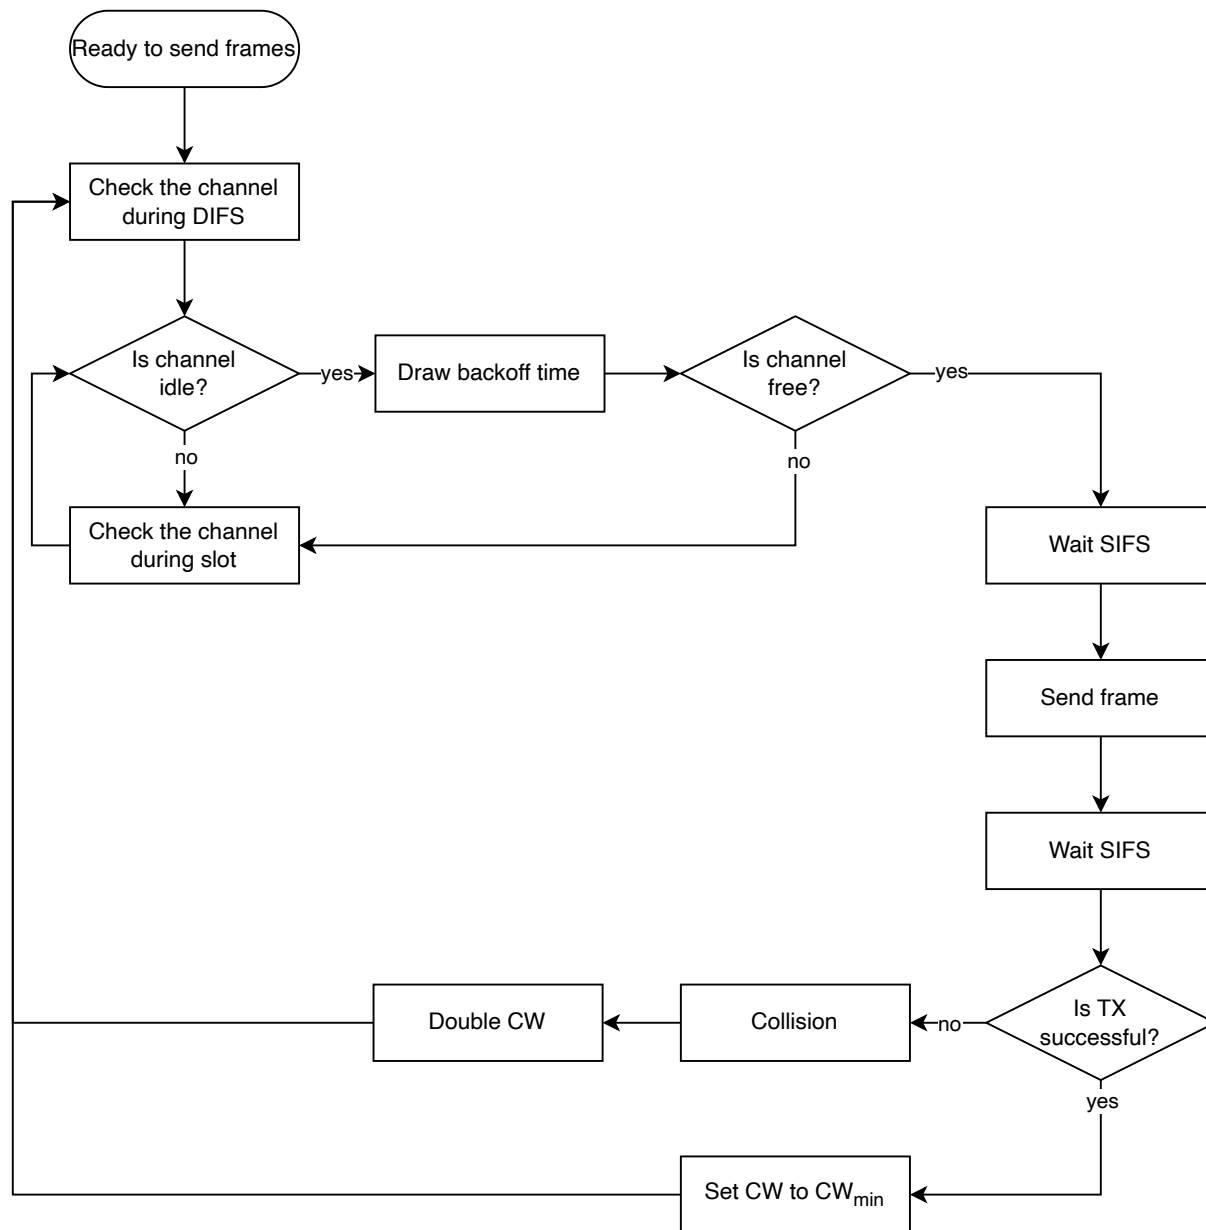 Ready to send frames
Check the channel
during DIFS
Is channel
idle?
yes
Draw backoff time
Is channel
free?
yes
no
no
Check the channel
during slot
Wait SIFS
Send frame
Wait SIFS
Is TX
successful?
no
Collision
Double CW
yes
Set CW to CWmin